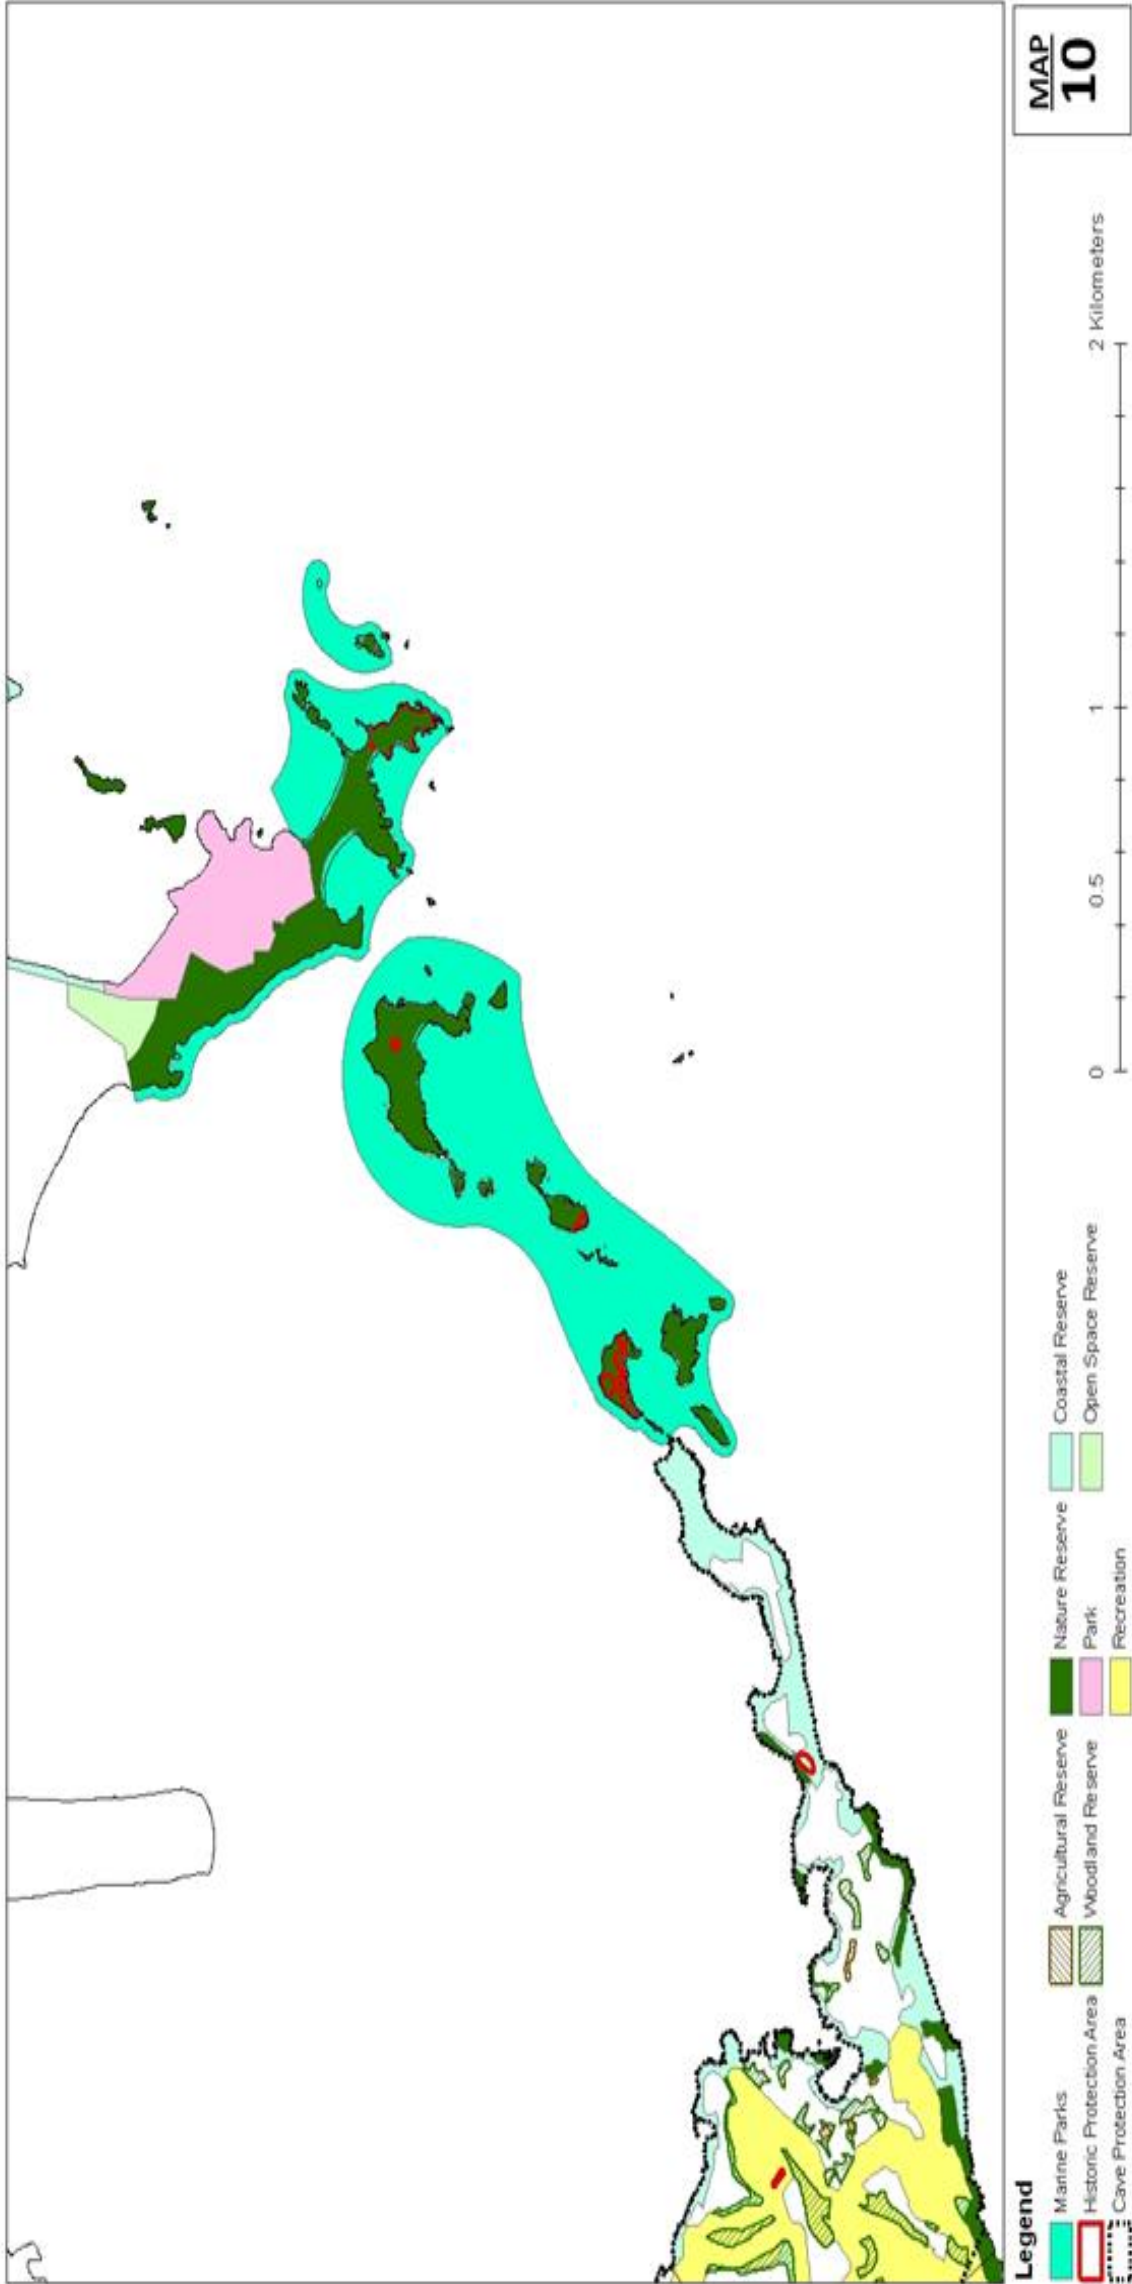 Legend
Marine Parks
Historic Protection Area
Cave Protection Area
Agricultural Reserve
Woodland Reserve
Nature Reserve
Park
Recreation
Coastal Reserve
Open Space Reserve
0 0.5 1 2 Kilometers
MAP
10